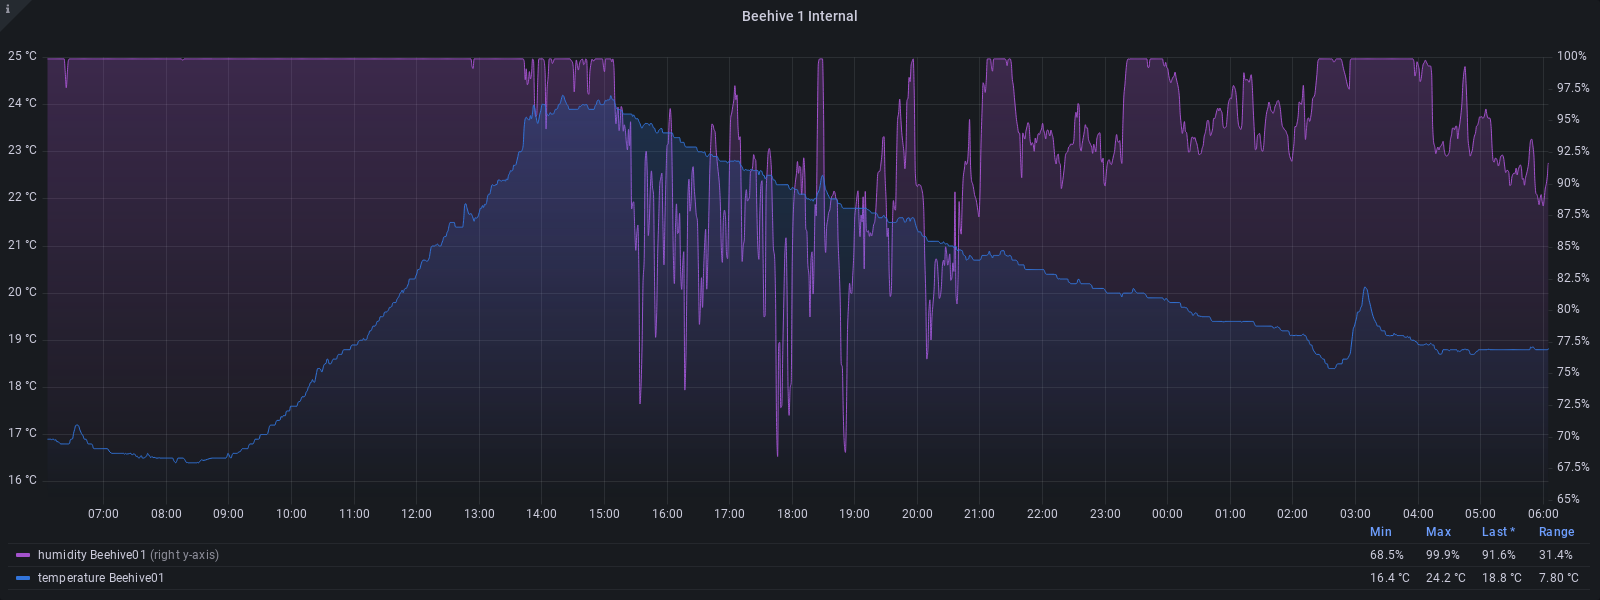 i
Beehive 1 Internal
25 °C 100%
24 °C 97.5%
23 °C 95%
22 °C 92.5%
21 °C 90%
20 °C 87.5%
19 °C 85%
18 °C 82.5%
17 °C 80%
16 °C 77.5%
75%
72.5%
70%
67.5%
65%
07:00 08:00 09:00 10:00 11:00 12:00 13:00 14:00 15:00 16:00 17:00 18:00 19:00 20:00 21:00 22:00 23:00 00:00 01:00 02:00 03:00 04:00 05:00 06:00
Min Max Last * Range
humidity Beehive01 (right y-axis) 68.5% 99.9% 91.6% 31.4%
temperature Beehive01 16.4 °C 24.2 °C 18.8 °C 7.80 °C